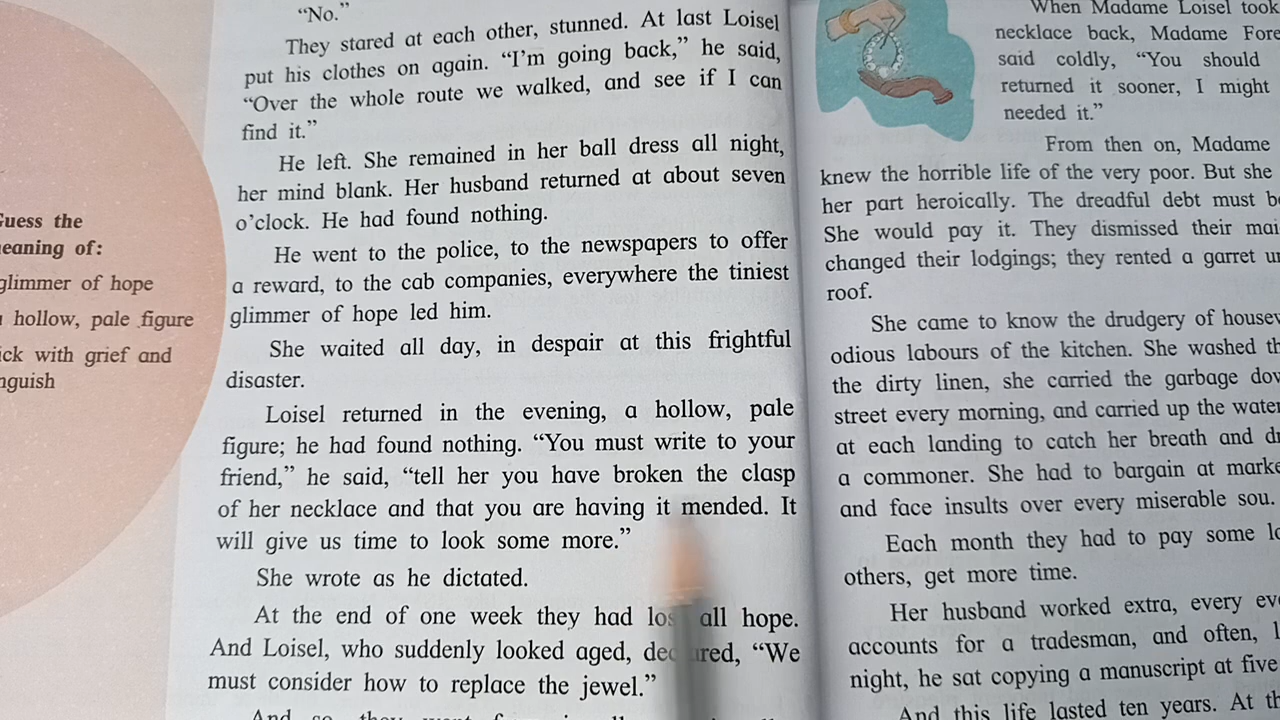 "No."
They stared at each other, stunned. At last Loisel
put his clothes on again. "I'm going back," he said,
"Over the whole route we walked, and see if I can
find it."
He left. She remained in her ball dress all night,
her mind blank. Her husband returned at about seven
o'clock. He had found nothing.
He went to the police, to the newspapers to offer
a reward, to the cab companies, everywhere the tiniest
glimmer of hope led him.
She waited all day, in despair at this frightful
disaster.
Loisel returned in the evening, a hollow, pale
figure; he had found nothing. "You must write to your
friend," he said, "tell her you have broken the clasp
of her necklace and that you are having it mended. It
will give us time to look some more."
She wrote as he dictated.
At the end of one week they had all hope.
And Loisel, who suddenly looked aged, "We
must consider how to replace the jewel."
Guess the
meaning of:
glimmer of hope
hollow, pale figure
sick with grief and
anguish
When Madame Loisel took
necklace back, Madame
said coldly, "You should
returned it sooner, I might
needed it."
From then on, Madame
knew the horrible life of the very poor. But she
her part heroically. The dreadful debt must
She would pay it. They dismissed their
changed their lodgings; they rented a garret
roof.
She came to know the drudgery of
odious labours of the kitchen. She washed
the dirty linen, she carried the garbage
street every morning, and carried up the water
at each landing to catch her breath and
a commoner. She had to bargain at
and face insults over every miserable sou.
Each month they had to pay some
others, get more time.
Her husband worked extra, every
accounts for a tradesman, and often,
night, he sat copying a manuscript at five
And this life lasted ten years. At